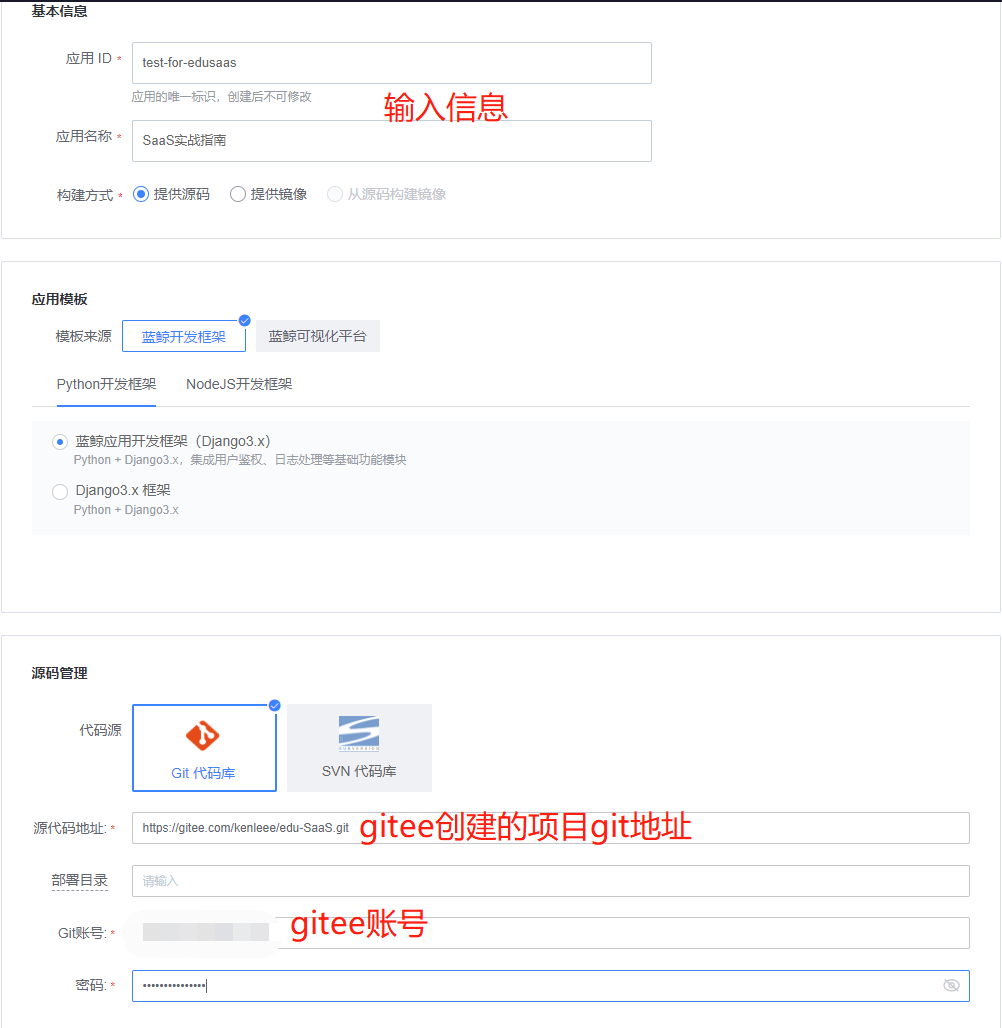 基本信息
应用 ID *
test-for-edusaas
应用的唯一标识，创建后不可修改
输入信息
应用名称 *
SaaS实战指南
构建方式 * 提供源码 提供镜像 从源码构建镜像
应用模板
模板来源 蓝鲸开发框架 蓝鲸可视化平台
Python开发框架 NodeJS开发框架
蓝鲸应用开发框架（Django3.x）
Python + Django3.x，集成用户鉴权、日志处理等基础功能模块
Django3.x 框架
Python + Django3.x
源码管理
代码源
SUBVERSION
Git 代码库 SVN 代码库
源代码地址: * https://gitee.com/kenleee/edu-SaaS.git gitee创建的项目git地址
部署目录 请输入
Git账号: * gitee账号
密码: * •••••••••••••••